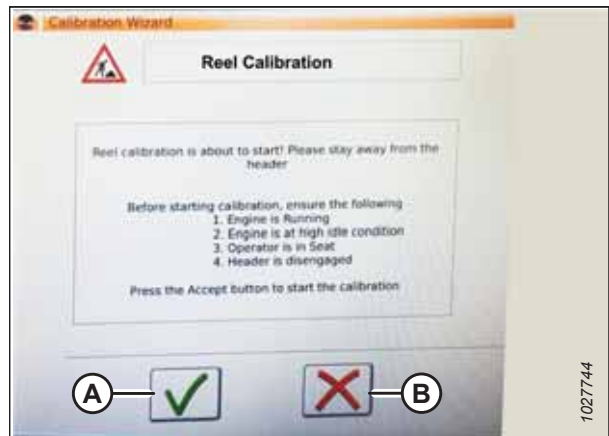 Calibration Wizard
Reel Calibration
Reel calibration is about to start! Please stay away from the
header
Before starting calibration, ensure the following
1. Engine is Running
2. Engine is at high idle condition
3. Operator is in Seat
4. Header is disengaged
Press the Accept button to start the calibration
A
B
1027744